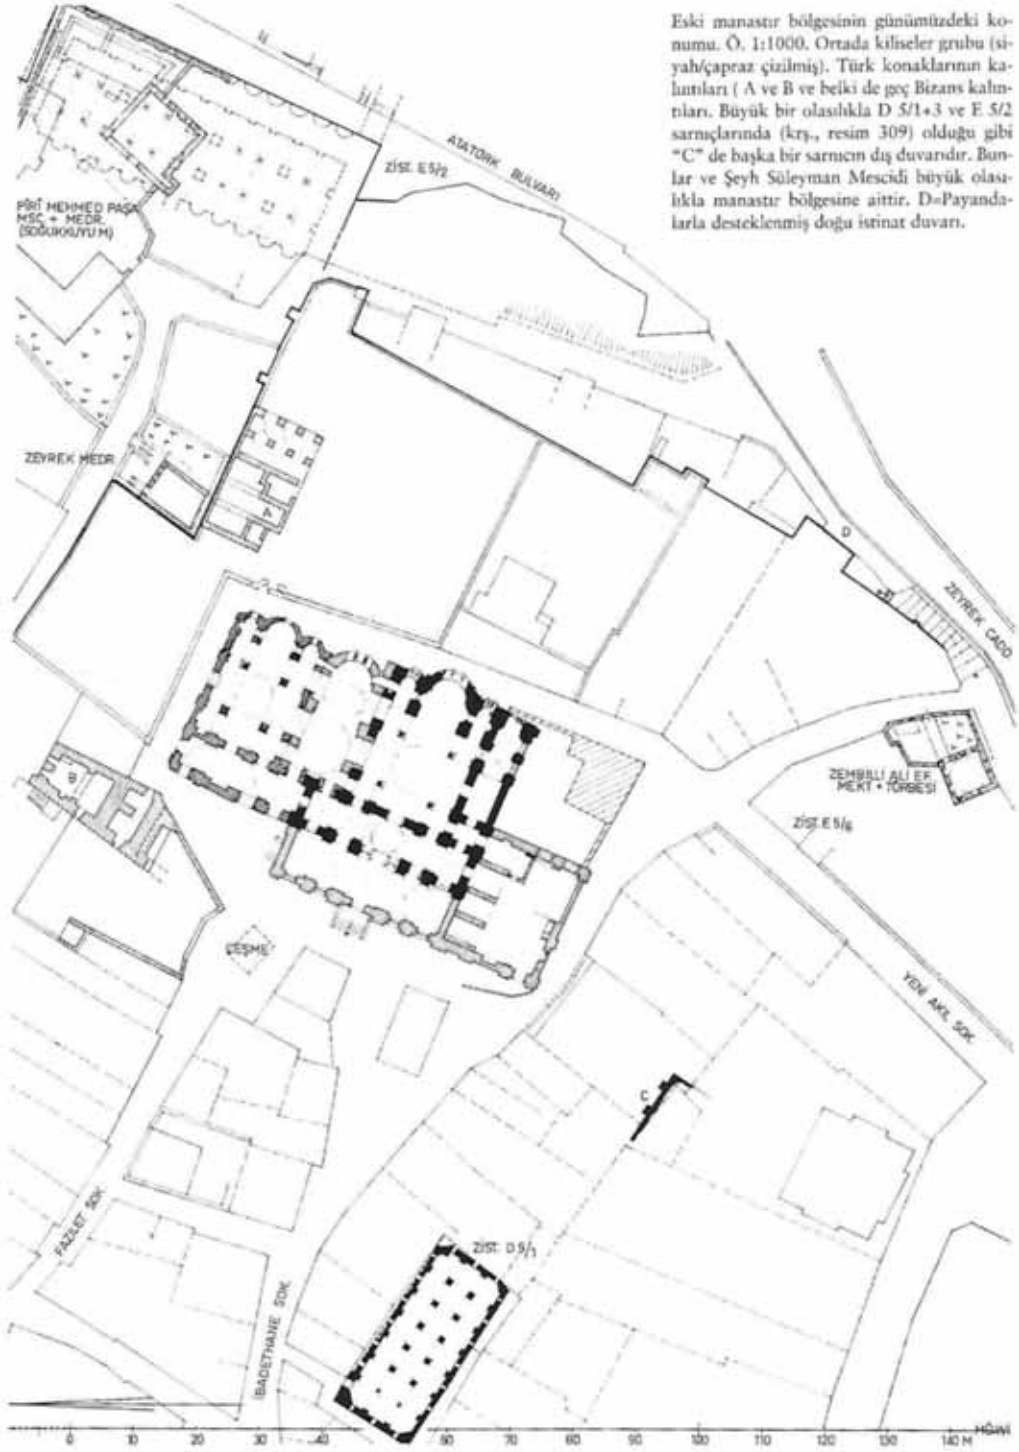 Eski manastır bölgesinin günümüzdeki ko-
numu. Ö. 1:1000. Ortada kiliseler grubu (si-
yah/çapraz çizilmiş). Türk konaklarının ka-
lıntıları ( A ve B ve belki de geç Bizans kalın-
tıları. Büyük bir olasılıkla D 5/1+3 ve E 5/2
sarnıçlarında (krş., resim 309) olduğu gibi
"C" de başka bir sarnıcın dış duvarıdır. Bun-
lar ve Şeyh Süleyman Mescidi büyük olası-
lıkla manastır bölgesine aittir. D=Payanda-
larla desteklenmiş doğu istinat duvarı.
ATATÜRK BULVARI
ZİST. E5/2
PİRİ MEHMED PAŞA
MSC. + MEDR.
(SOĞUKKUYU M)
ZEYREK MEDR.
A
D
ZEYREK CADD
B
ZEMBİLLİ ALİ EF.
MEKT + TÜRBESİ
ZİST. E5/6
ÇEŞME
YENİ AKIL SOK.
C
FAZİLET SOK
ZİST. D5/1
İBADETHANE SOK.
0 10 20 30 40 50 60 70 80 90 100 110 120 130 140 M